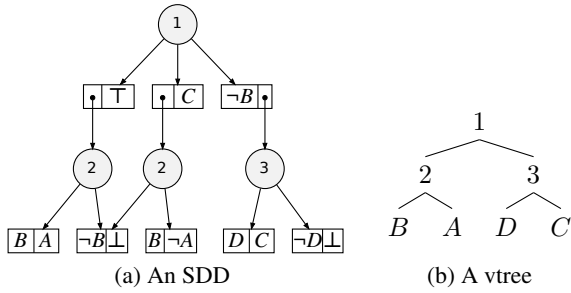 1
⊤ C ¬B
1
2 2 3
2 3
B A ¬B ⊥ B ¬A D C ¬D ⊥
B A D C
(a) An SDD (b) A vtree